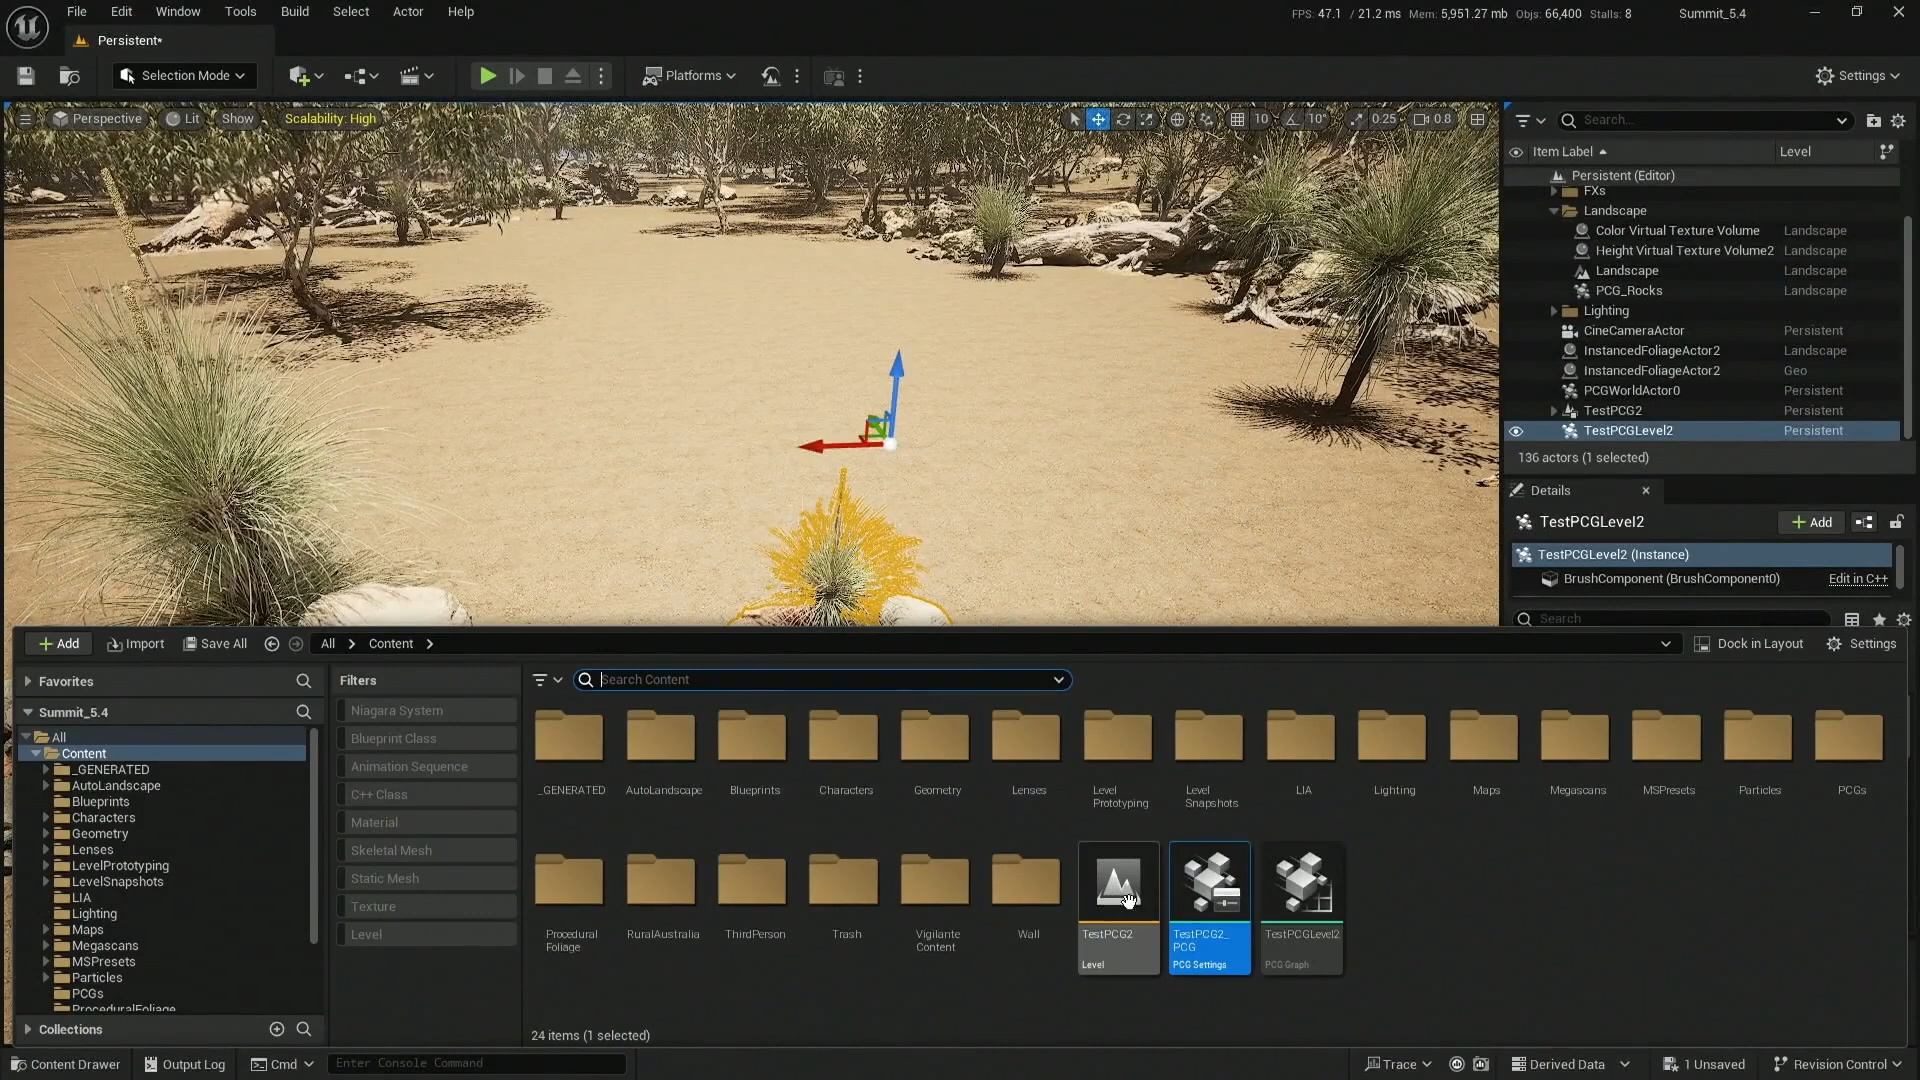 File Edit Window Tools Build Select Actor Help
FPS: 47.1 / 21.2 ms Mem: 5,951.27 mb Objs: 66,400 Stalls: 8 Summit_5.4
Persistent*
Selection Mode
Platforms
Settings
Perspective Lit Show Scalability: High
10 10° 0.25 0.8
Search...
Item Label Level
Persistent (Editor)
FXs
Landscape
Color Virtual Texture Volume Landscape
Height Virtual Texture Volume2 Landscape
Landscape Landscape
PCG_Rocks Landscape
Lighting
CineCameraActor Persistent
InstancedFoliageActor2 Landscape
InstancedFoliageActor2 Geo
PCGWorldActor0 Persistent
TestPCG2 Persistent
TestPCGLevel2 Persistent
136 actors (1 selected)
Details
TestPCGLevel2
Add
TestPCGLevel2 (Instance)
BrushComponent (BrushComponent0) Edit in C++
Search
Add Import Save All All Content Dock in Layout Settings
Favorites
Summit_5.4
All
Content
_GENERATED
AutoLandscape
Blueprints
Characters
Geometry
Lenses
LevelPrototyping
LevelSnapshots
LIA
Lighting
Maps
Megascans
MSPresets
Particles
PCGs
ProceduralFoliage
Collections
Filters
Niagara System
Blueprint Class
Animation Sequence
C++ Class
Material
Skeletal Mesh
Static Mesh
Texture
Level
Search Content
_GENERATED AutoLandscape Blueprints Characters Geometry Lenses Level Prototyping Level Snapshots LIA Lighting Maps Megascans MSPresets Particles PCGs
Procedural Foliage RuralAustralia ThirdPerson Trash Vigilante Content Wall TestPCG2 TestPCG2_PCG TestPCGLevel2
Level PCG Settings PCG Graph
24 items (1 selected)
Content Drawer Output Log Cmd Enter Console Command Trace Derived Data 1 Unsaved Revision Control